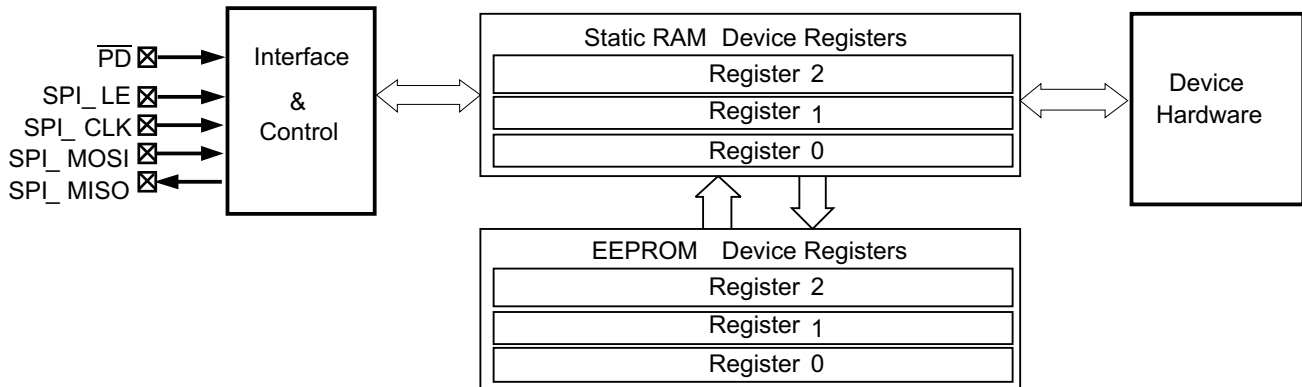 PD
SPI_ LE
SPI_ CLK
SPI_ MOSI
SPI_ MISO
Interface
&
Control
Static RAM Device Registers
Register 2
Register 1
Register 0
EEPROM Device Registers
Register 2
Register 1
Register 0
Device
Hardware